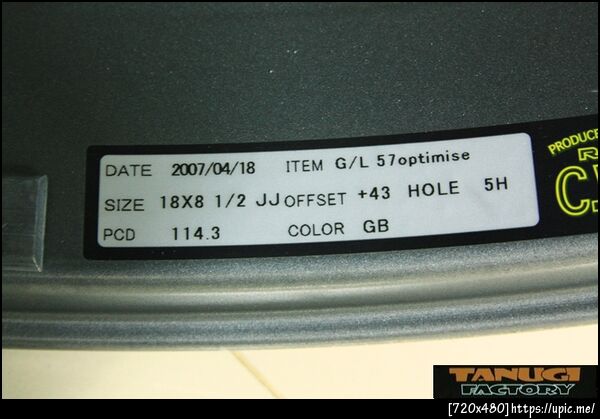 DATE 2007/04/18 ITEM G/L 57optimise
SIZE 18X8 1/2 JJ OFFSET +43 HOLE 5H
PCD 114.3 COLOR GB
TANUGI
FACTORY
[720x480]https://upic.me/